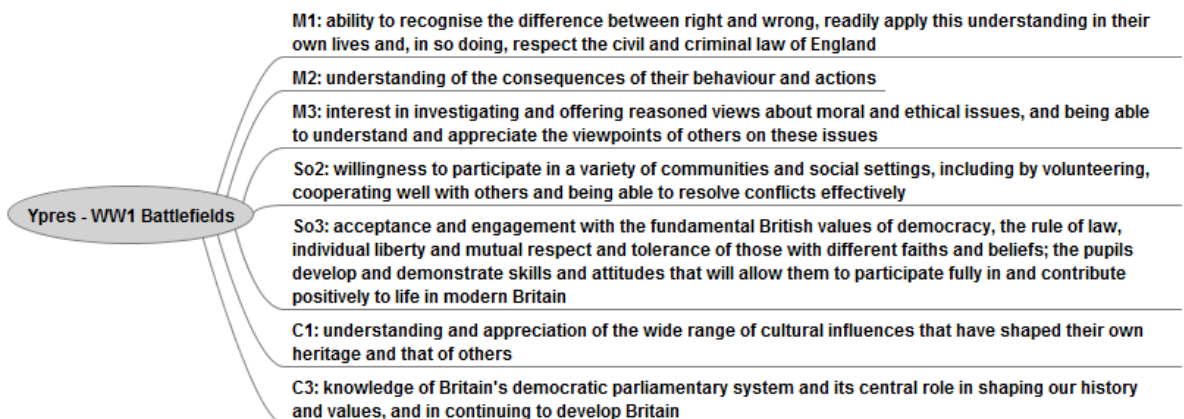 M1: ability to recognise the difference between right and wrong, readily apply this understanding in their
own lives and, in so doing, respect the civil and criminal law of England
M2: understanding of the consequences of their behaviour and actions
M3: interest in investigating and offering reasoned views about moral and ethical issues, and being able
to understand and appreciate the viewpoints of others on these issues
So2: willingness to participate in a variety of communities and social settings, including by volunteering,
cooperating well with others and being able to resolve conflicts effectively
Ypres - WW1 Battlefields
So3: acceptance and engagement with the fundamental British values of democracy, the rule of law,
individual liberty and mutual respect and tolerance of those with different faiths and beliefs; the pupils
develop and demonstrate skills and attitudes that will allow them to participate fully in and contribute
positively to life in modern Britain
C1: understanding and appreciation of the wide range of cultural influences that have shaped their own
heritage and that of others
C3: knowledge of Britain's democratic parliamentary system and its central role in shaping our history
and values, and in continuing to develop Britain